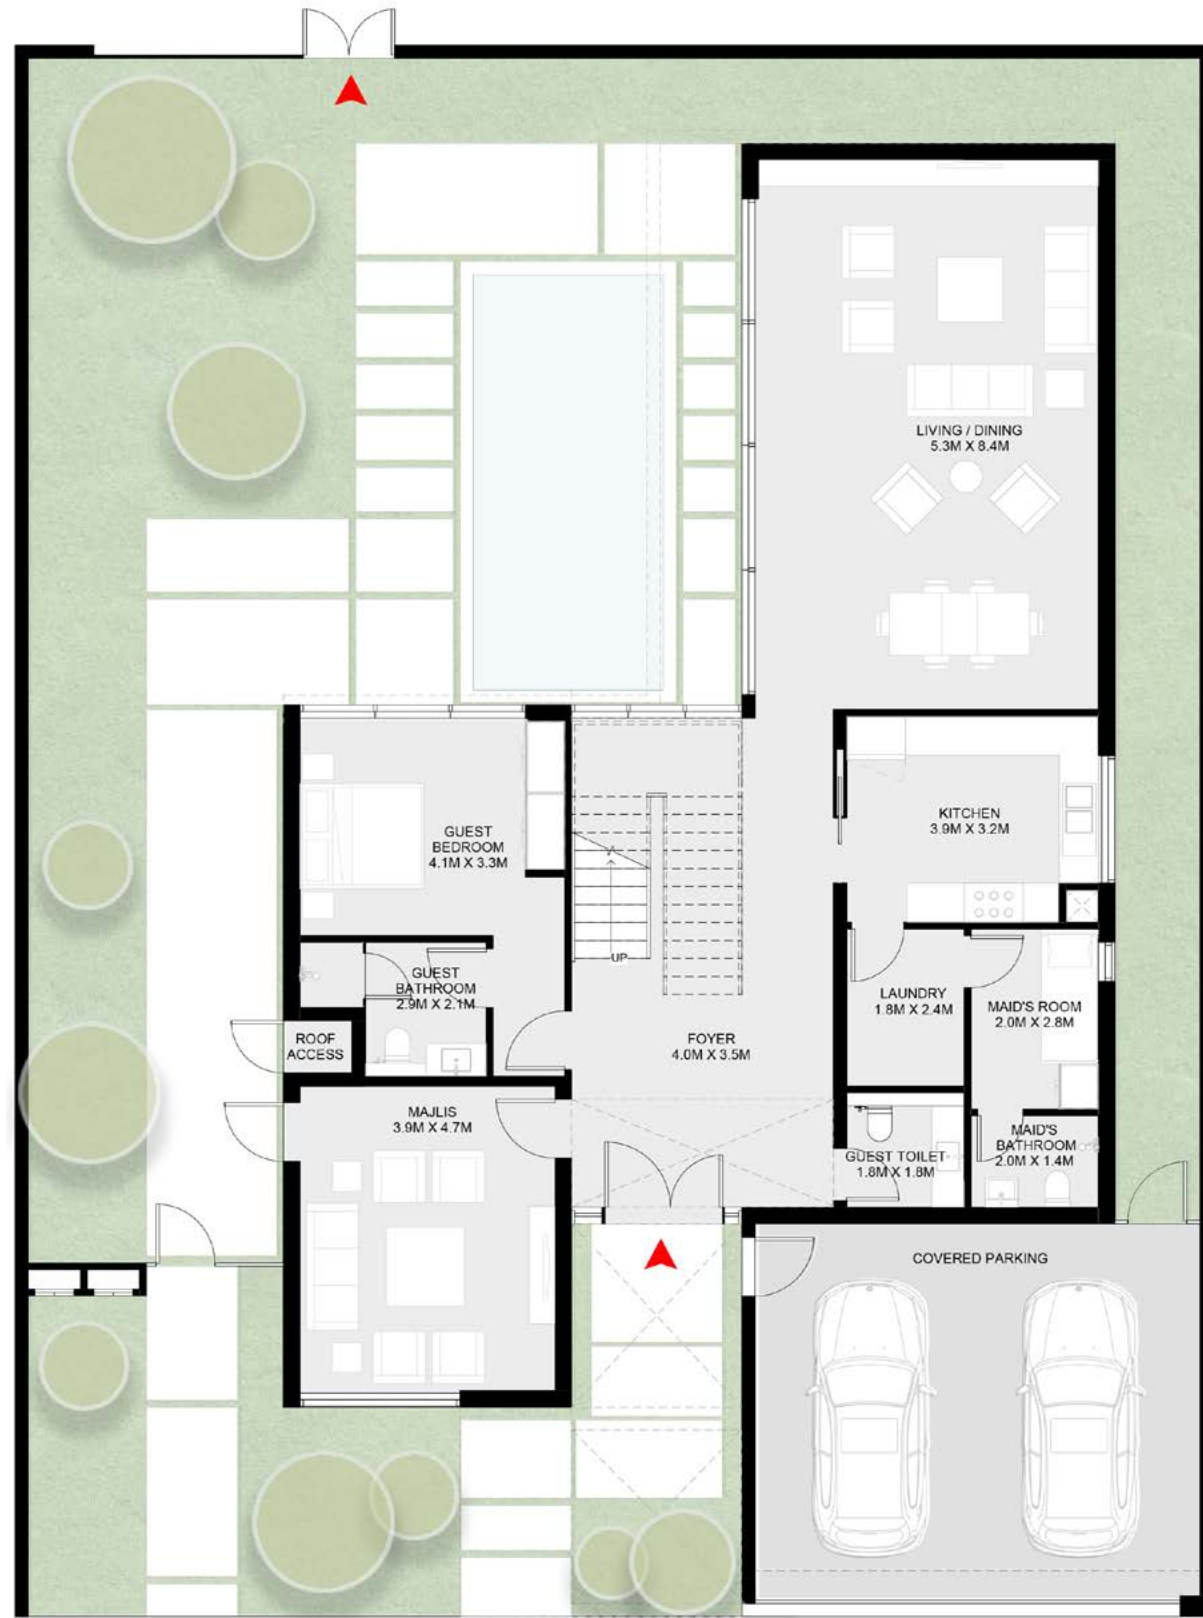 LIVING / DINING
5.3M X 8.4M
KITCHEN
3.9M X 3.2M
GUEST
BEDROOM
4.1M X 3.3M
UP
GUEST
BATHROOM
2.9M X 2.1M
LAUNDRY
1.8M X 2.4M
MAID'S ROOM
2.0M X 2.8M
ROOF
ACCESS
FOYER
4.0M X 3.5M
MAJLIS
3.9M X 4.7M
MAID'S
BATHROOM
2.0M X 1.4M
GUEST TOILET
1.8M X 1.8M
COVERED PARKING